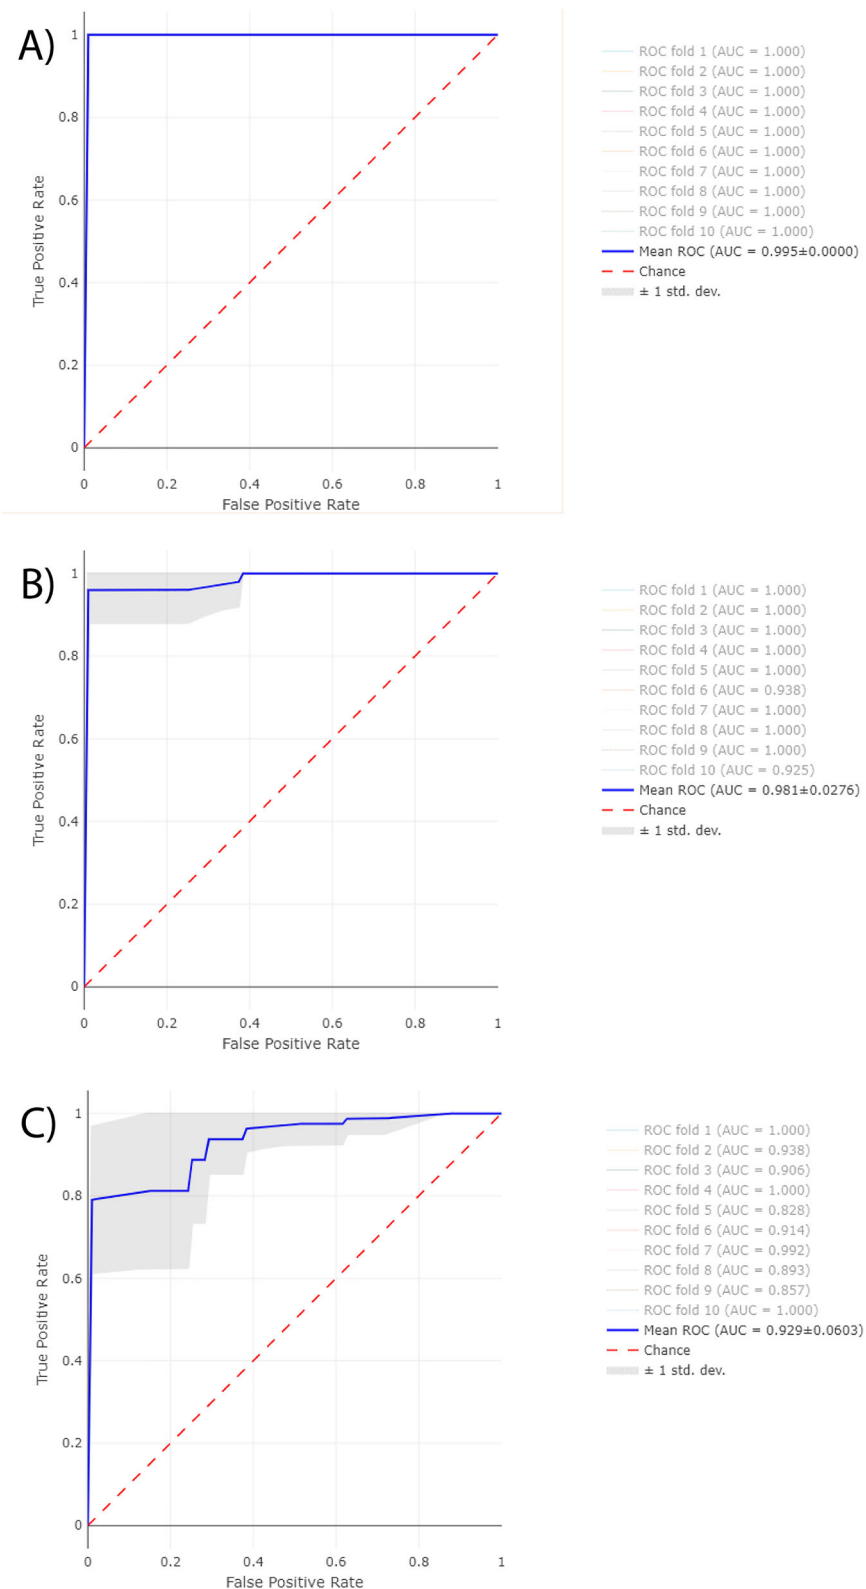 A)
1
0.8
0.6
0.4
0.2
0
0
0.2
0.4
0.6
0.8
1
True Positive Rate
False Positive Rate
ROC fold 1 (AUC = 1.000)
ROC fold 2 (AUC = 1.000)
ROC fold 3 (AUC = 1.000)
ROC fold 4 (AUC = 1.000)
ROC fold 5 (AUC = 1.000)
ROC fold 6 (AUC = 1.000)
ROC fold 7 (AUC = 1.000)
ROC fold 8 (AUC = 1.000)
ROC fold 9 (AUC = 1.000)
ROC fold 10 (AUC = 1.000)
Mean ROC (AUC = 0.995±0.0000)
Chance
± 1 std. dev.
B)
1
0.8
0.6
0.4
0.2
0
0
0.2
0.4
0.6
0.8
1
True Positive Rate
False Positive Rate
ROC fold 1 (AUC = 1.000)
ROC fold 2 (AUC = 1.000)
ROC fold 3 (AUC = 1.000)
ROC fold 4 (AUC = 1.000)
ROC fold 5 (AUC = 1.000)
ROC fold 6 (AUC = 0.938)
ROC fold 7 (AUC = 1.000)
ROC fold 8 (AUC = 1.000)
ROC fold 9 (AUC = 1.000)
ROC fold 10 (AUC = 0.925)
Mean ROC (AUC = 0.981±0.0276)
Chance
± 1 std. dev.
C)
1
0.8
0.6
0.4
0.2
0
0
0.2
0.4
0.6
0.8
1
True Positive Rate
False Positive Rate
ROC fold 1 (AUC = 1.000)
ROC fold 2 (AUC = 0.938)
ROC fold 3 (AUC = 0.906)
ROC fold 4 (AUC = 1.000)
ROC fold 5 (AUC = 0.828)
ROC fold 6 (AUC = 0.914)
ROC fold 7 (AUC = 0.992)
ROC fold 8 (AUC = 0.893)
ROC fold 9 (AUC = 0.857)
ROC fold 10 (AUC = 1.000)
Mean ROC (AUC = 0.929±0.0603)
Chance
± 1 std. dev.